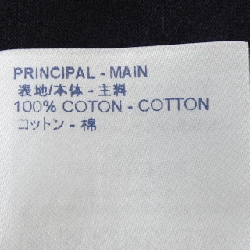 PRINCIPAL - MAIN
表地/本体 - 主料
100% COTON - COTTON
コットン - 棉